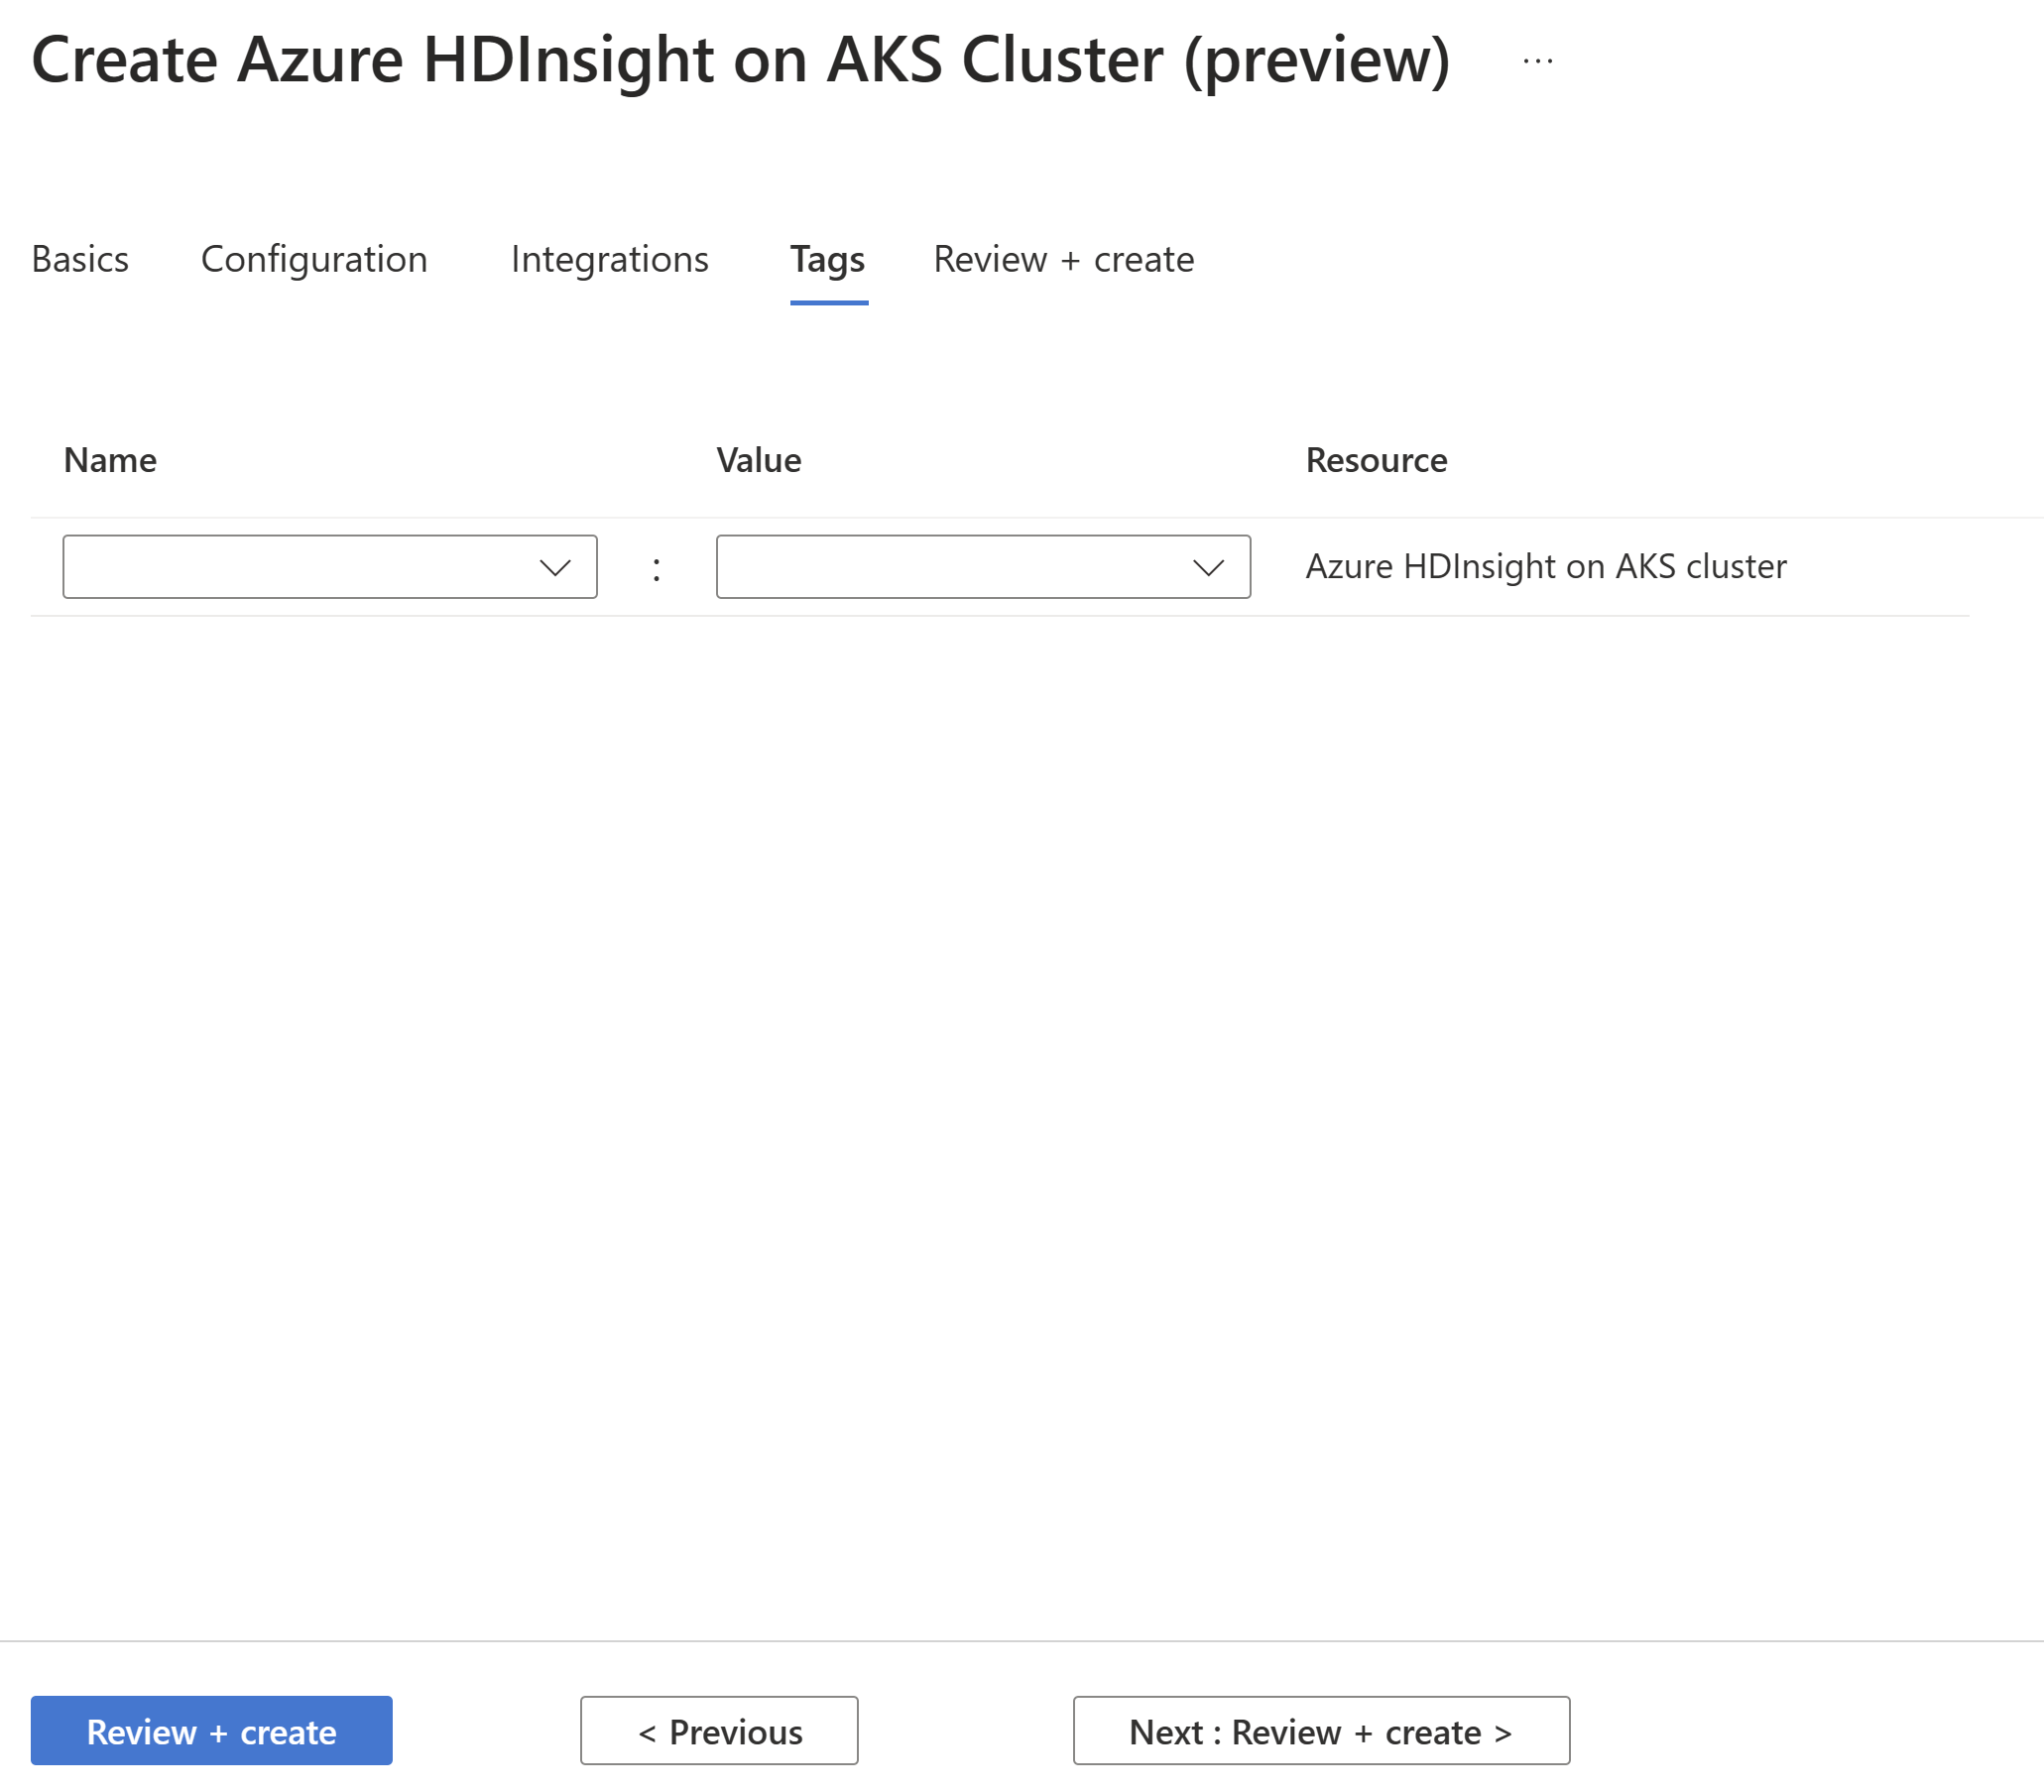 Create Azure HDInsight on AKS Cluster (preview) ···
Basics Configuration Integrations Tags Review + create
Name Value Resource
: Azure HDInsight on AKS cluster
Review + create < Previous Next : Review + create >